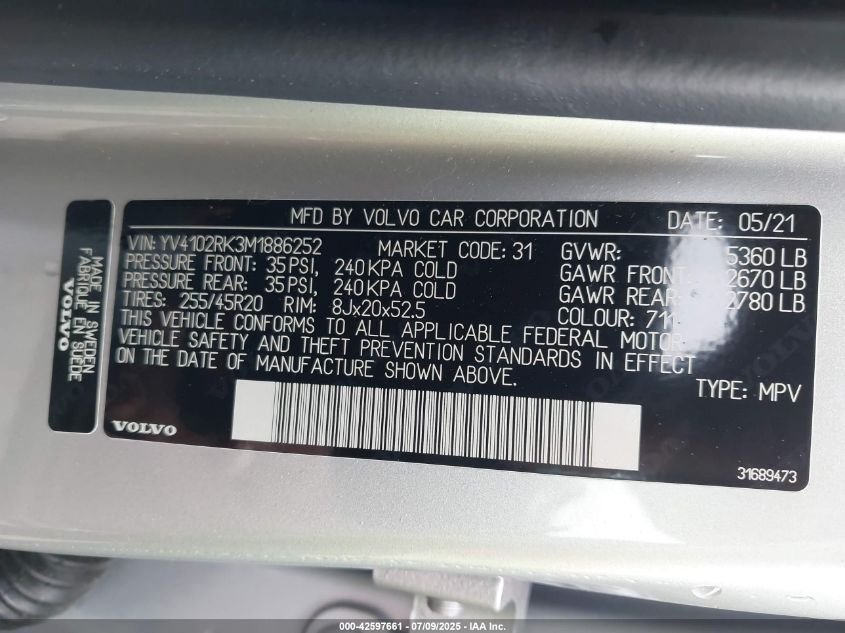 MFD BY VOLVO CAR CORPORATION DATE: 05/21
VIN: YV4102RK3M1886252 MARKET CODE: 31 GVWR: 5360 LB
PRESSURE FRONT: 35PSI, 240KPA COLD GAWR FRONT: 2670 LB
PRESSURE REAR: 35PSI, 240KPA COLD GAWR REAR: 2780 LB
TIRES: 255/45R20 RIM: 8Jx20x52.5 COLOUR: 711
THIS VEHICLE CONFORMS TO ALL APPLICABLE FEDERAL MOTOR
VEHICLE SAFETY AND THEFT PREVENTION STANDARDS IN EFFECT
ON THE DATE OF MANUFACTURE SHOWN ABOVE.
TYPE: MPV
VOLVO
31689473
MADE IN SWEDEN
FABRIQUÉ EN SUÈDE
VOLVO
000-42597661 - 07/09/2025 - IAA Inc.